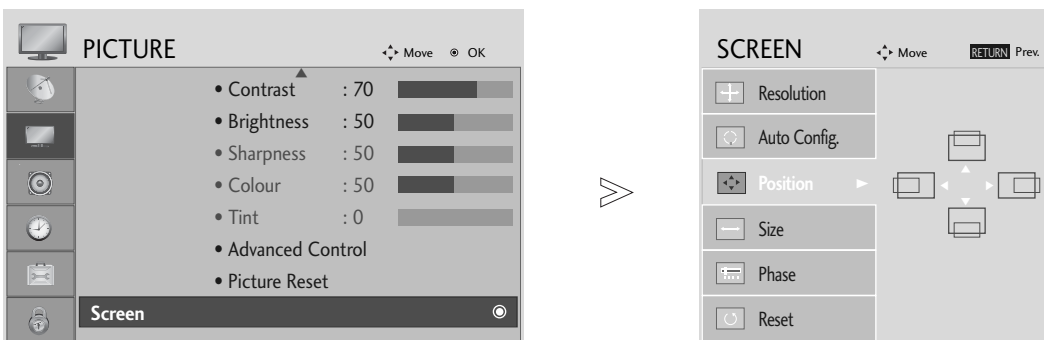 PICTURE
Move OK
• Contrast : 70
• Brightness : 50
• Sharpness : 50
• Colour : 50
• Tint : 0
• Advanced Control
• Picture Reset
Screen
SCREEN
Move RETURN Prev.
Resolution
Auto Config.
Position
Size
Phase
Reset